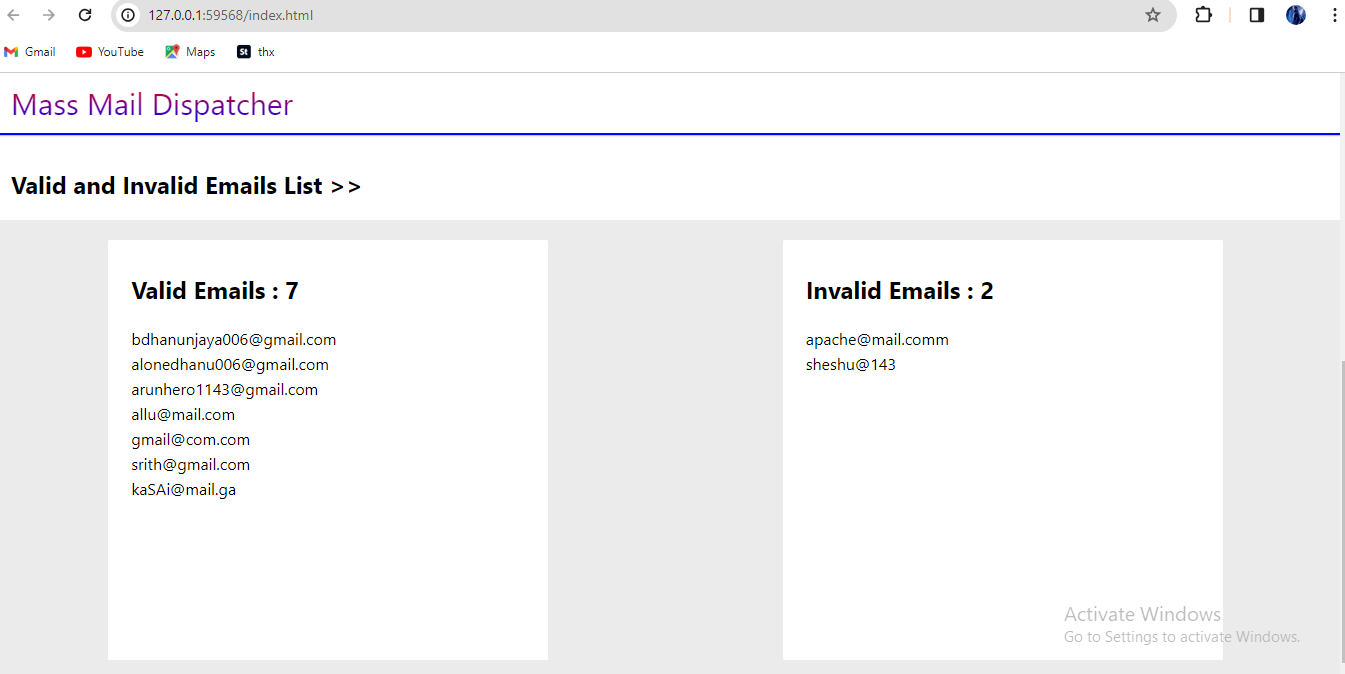 127.0.0.1:59568/index.html
Gmail YouTube Maps St thx
Mass Mail Dispatcher
Valid and Invalid Emails List >>
Valid Emails : 7
bdhanunjaya006@gmail.com
alonedhanu006@gmail.com
arunhero1143@gmail.com
allu@mail.com
gmail@com.com
srith@gmail.com
kaSAi@mail.ga
Invalid Emails : 2
apache@mail.comm
sheshu@143
Activate Windows
Go to Settings to activate Windows.